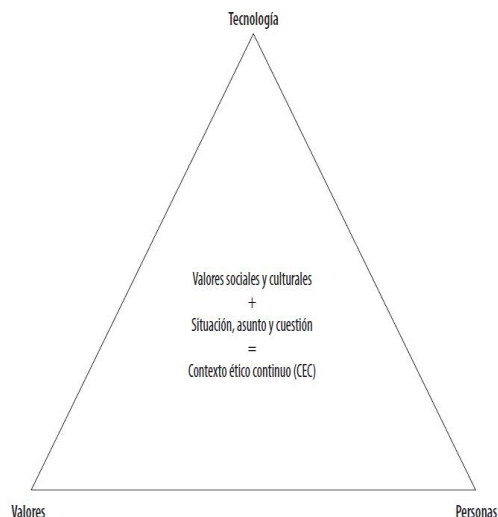 Tecnología
Valores sociales y culturales
+
Situación, asunto y cuestión
=
Contexto ético continuo (CEC)
Valores
Personas